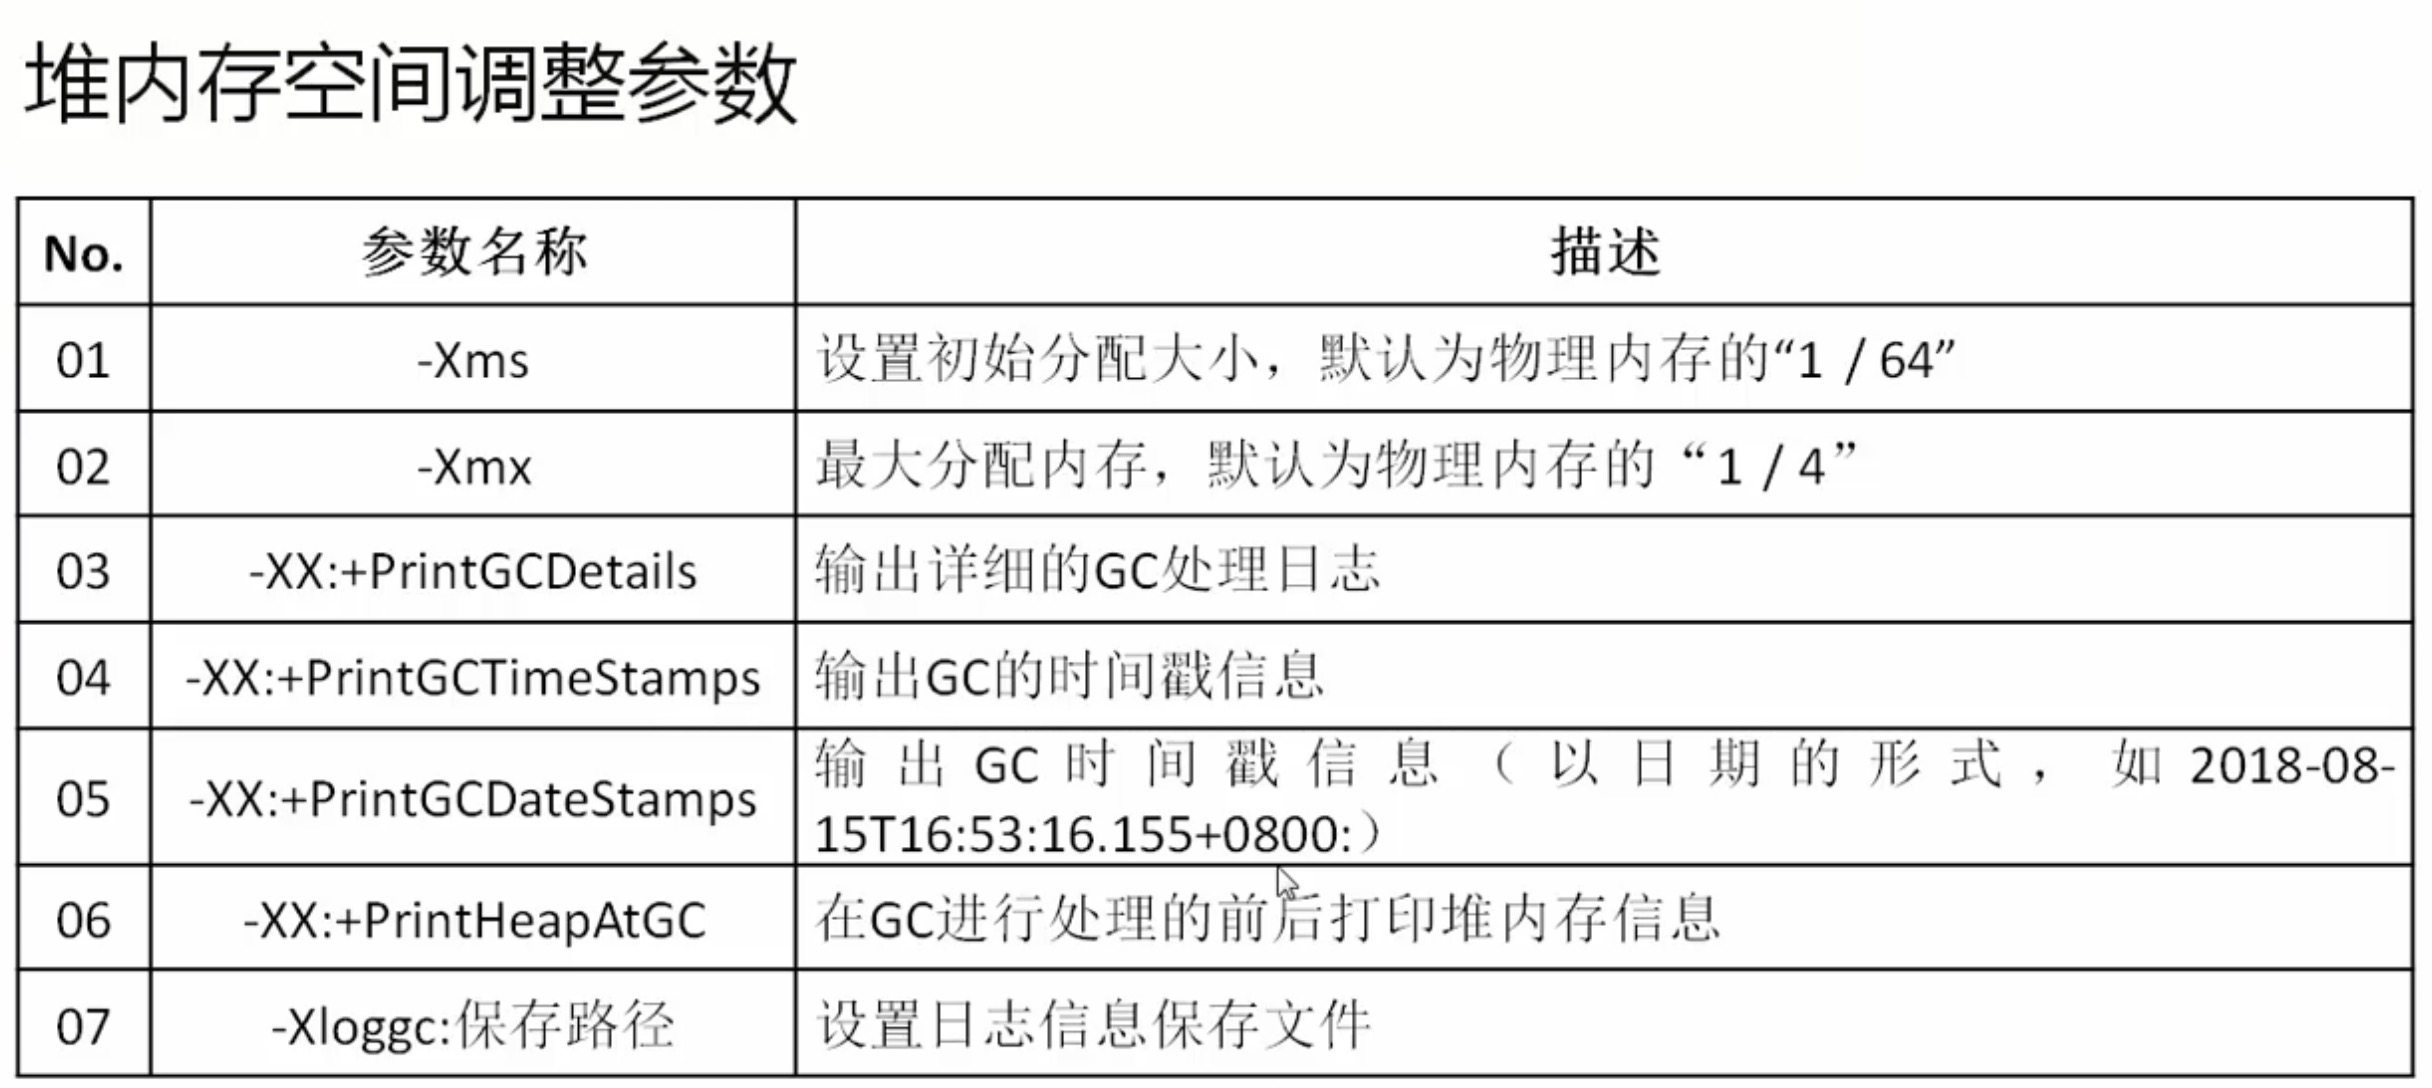 堆内存空间调整参数
No. 参数名称 描述
01 -Xms 设置初始分配大小，默认为物理内存的“1 / 64”
02 -Xmx 最大分配内存，默认为物理内存的 “1 / 4”
03 -XX:+PrintGCDetails 输出详细的GC处理日志
04 -XX:+PrintGCTimeStamps 输出GC的时间戳信息
05 -XX:+PrintGCDateStamps 输出GC时间戳信息（以日期的形式，如2018-08-
15T16:53:16.155+0800:）
06 -XX:+PrintHeapAtGC 在GC进行处理的前后打印堆内存信息
07 -Xloggc:保存路径 设置日志信息保存文件